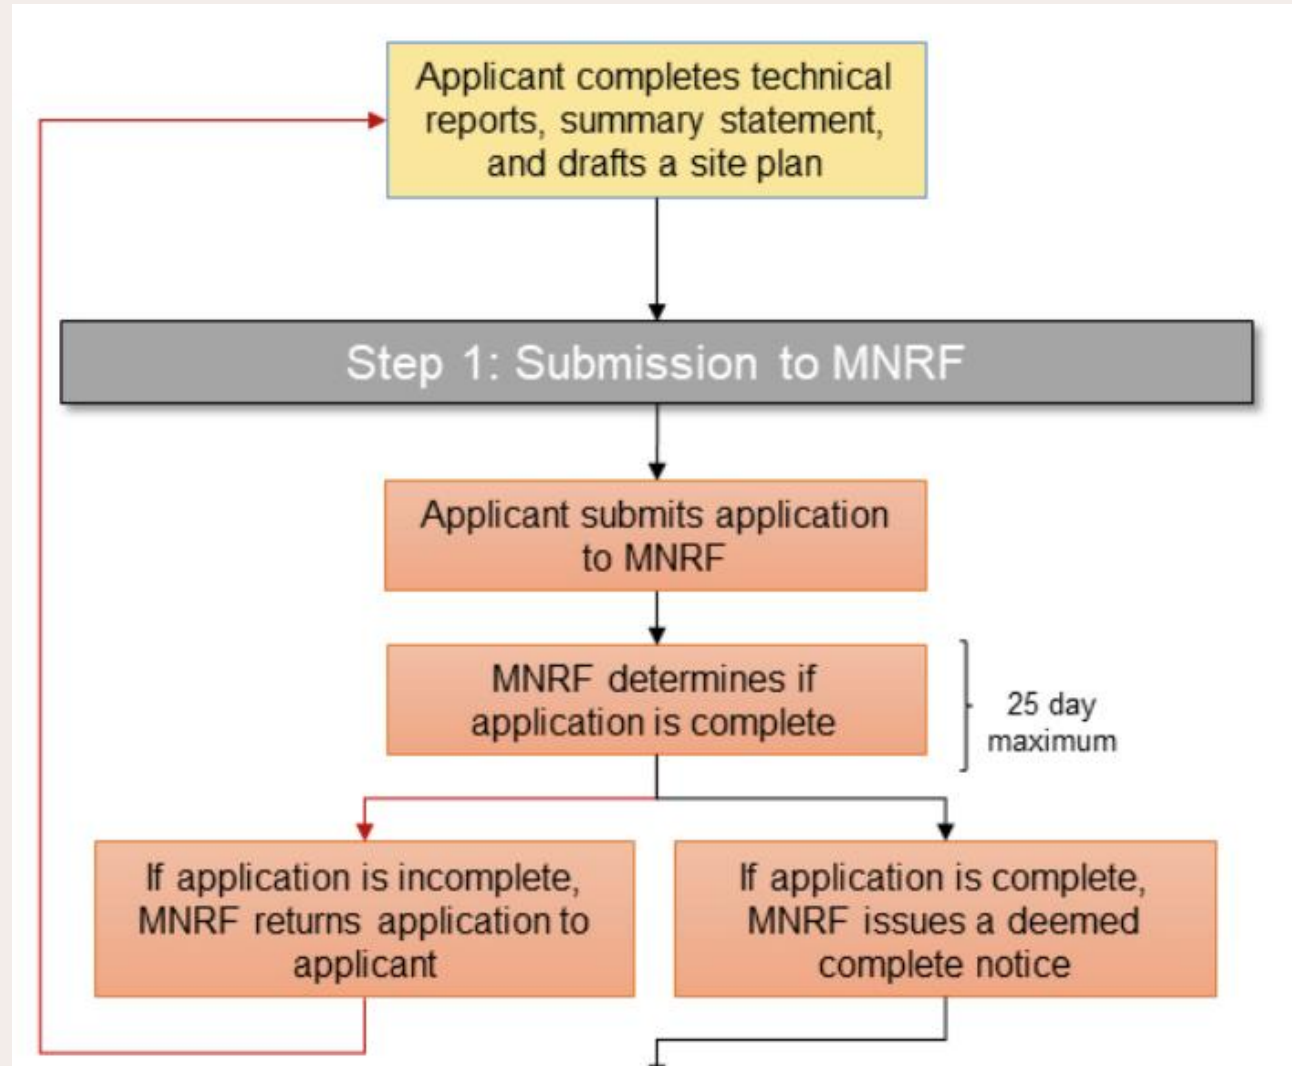 Applicant completes technical
reports, summary statement,
and drafts a site plan
Step 1: Submission to MNRF
Applicant submits application
to MNRF
MNRF determines if
application is complete
25 day
maximum
If application is incomplete,
MNRF returns application to
applicant
If application is complete,
MNRF issues a deemed
complete notice